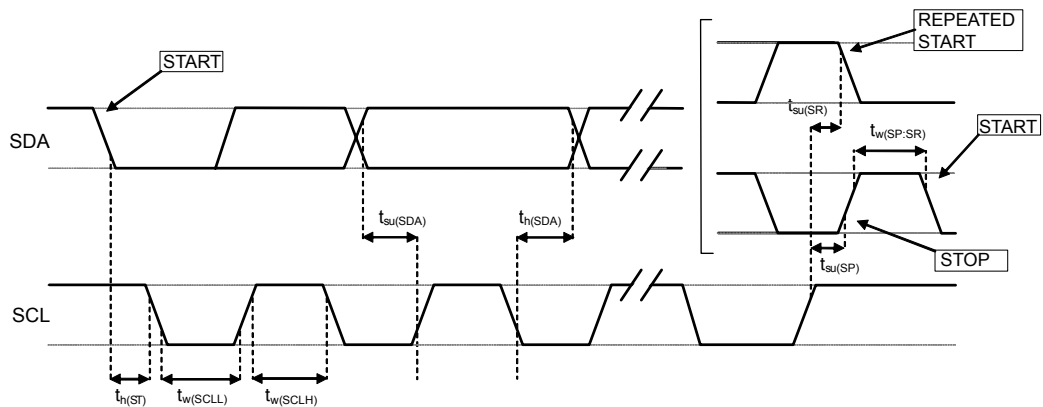 REPEATED
START
START
tsu(SR)
SDA
tw(SP:SR)
START
tsu(SDA)
th(SDA)
tsu(SP)
STOP
SCL
th(ST)
tw(SCLL)
tw(SCLH)